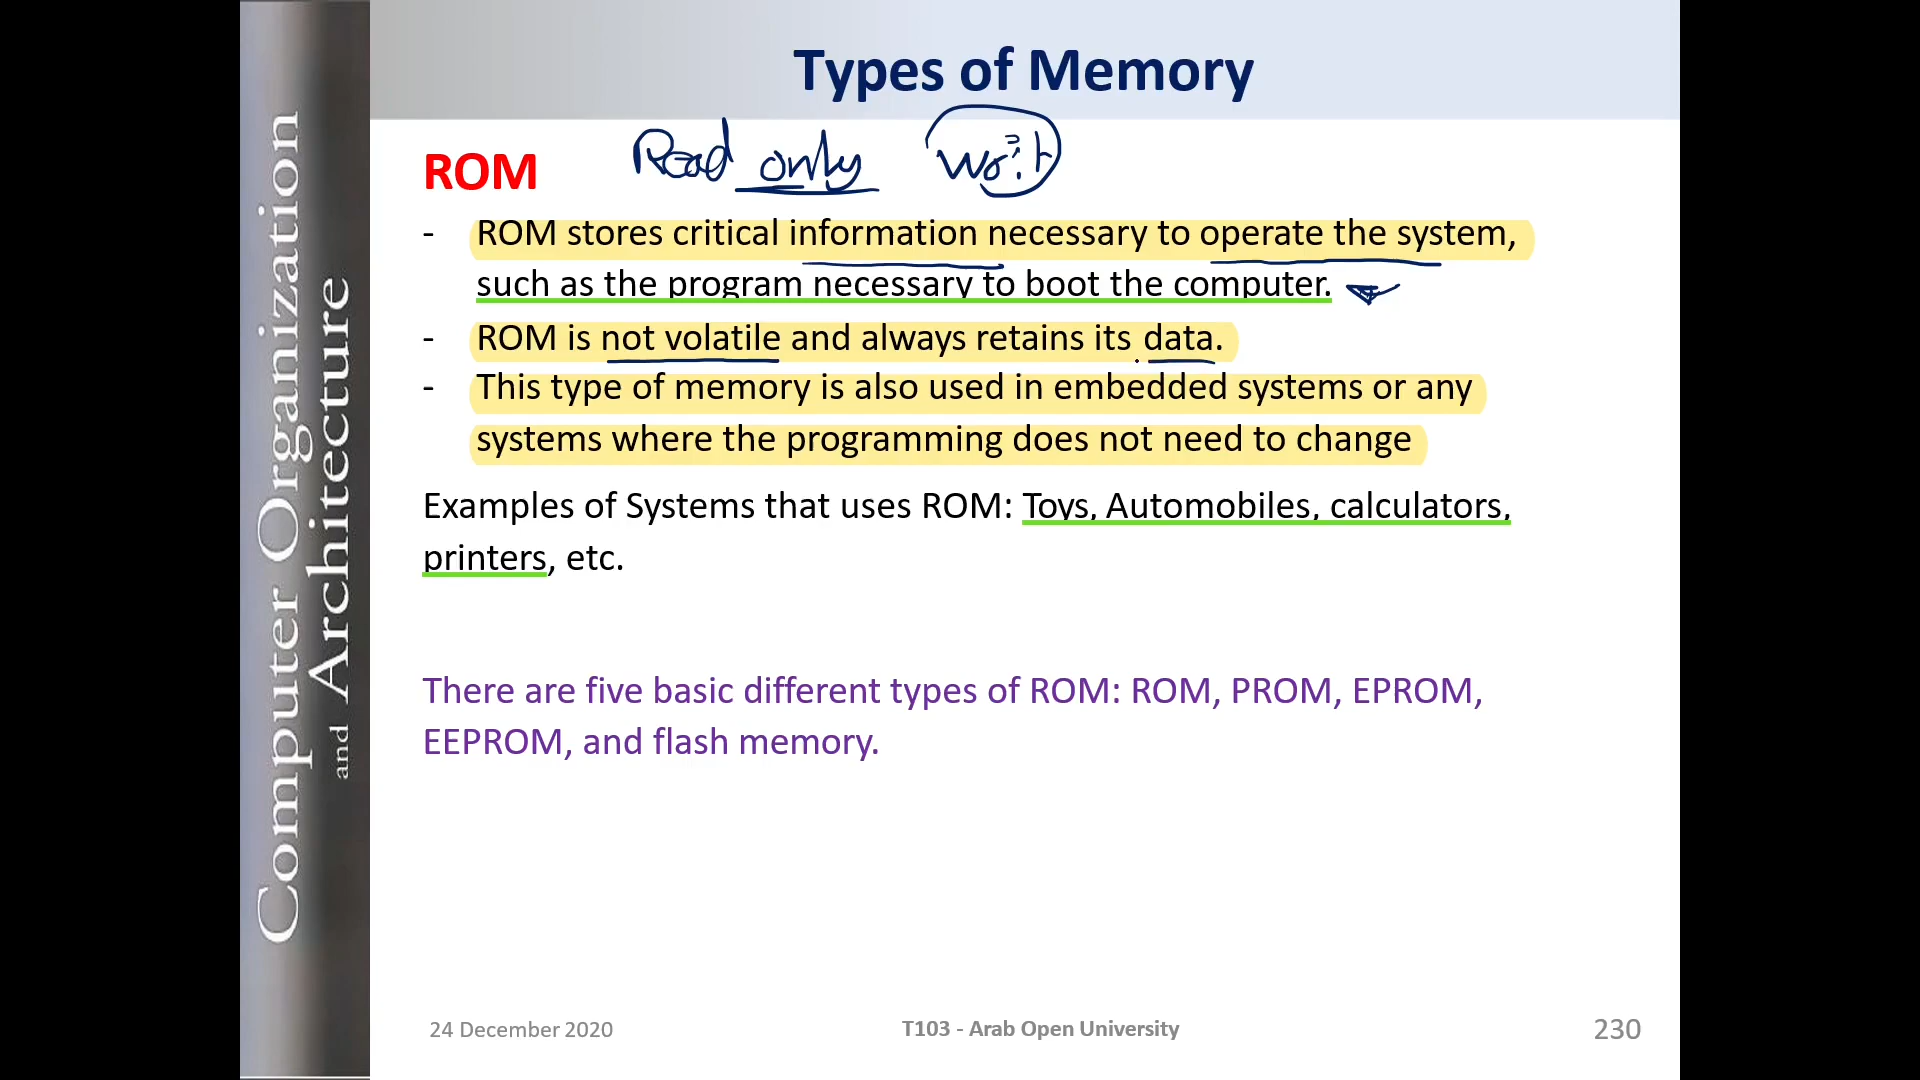 Types of Memory
Computer Organization
and Architecture
ROM Read only
- ROM stores critical information necessary to operate the system,
such as the program necessary to boot the computer.
- ROM is not volatile and always retains its data.
- This type of memory is also used in embedded systems or any
systems where the programming does not need to change
Examples of Systems that uses ROM: Toys, Automobiles, calculators,
printers, etc.
There are five basic different types of ROM: ROM, PROM, EPROM,
EEPROM, and flash memory.
24 December 2020 T103 - Arab Open University 230